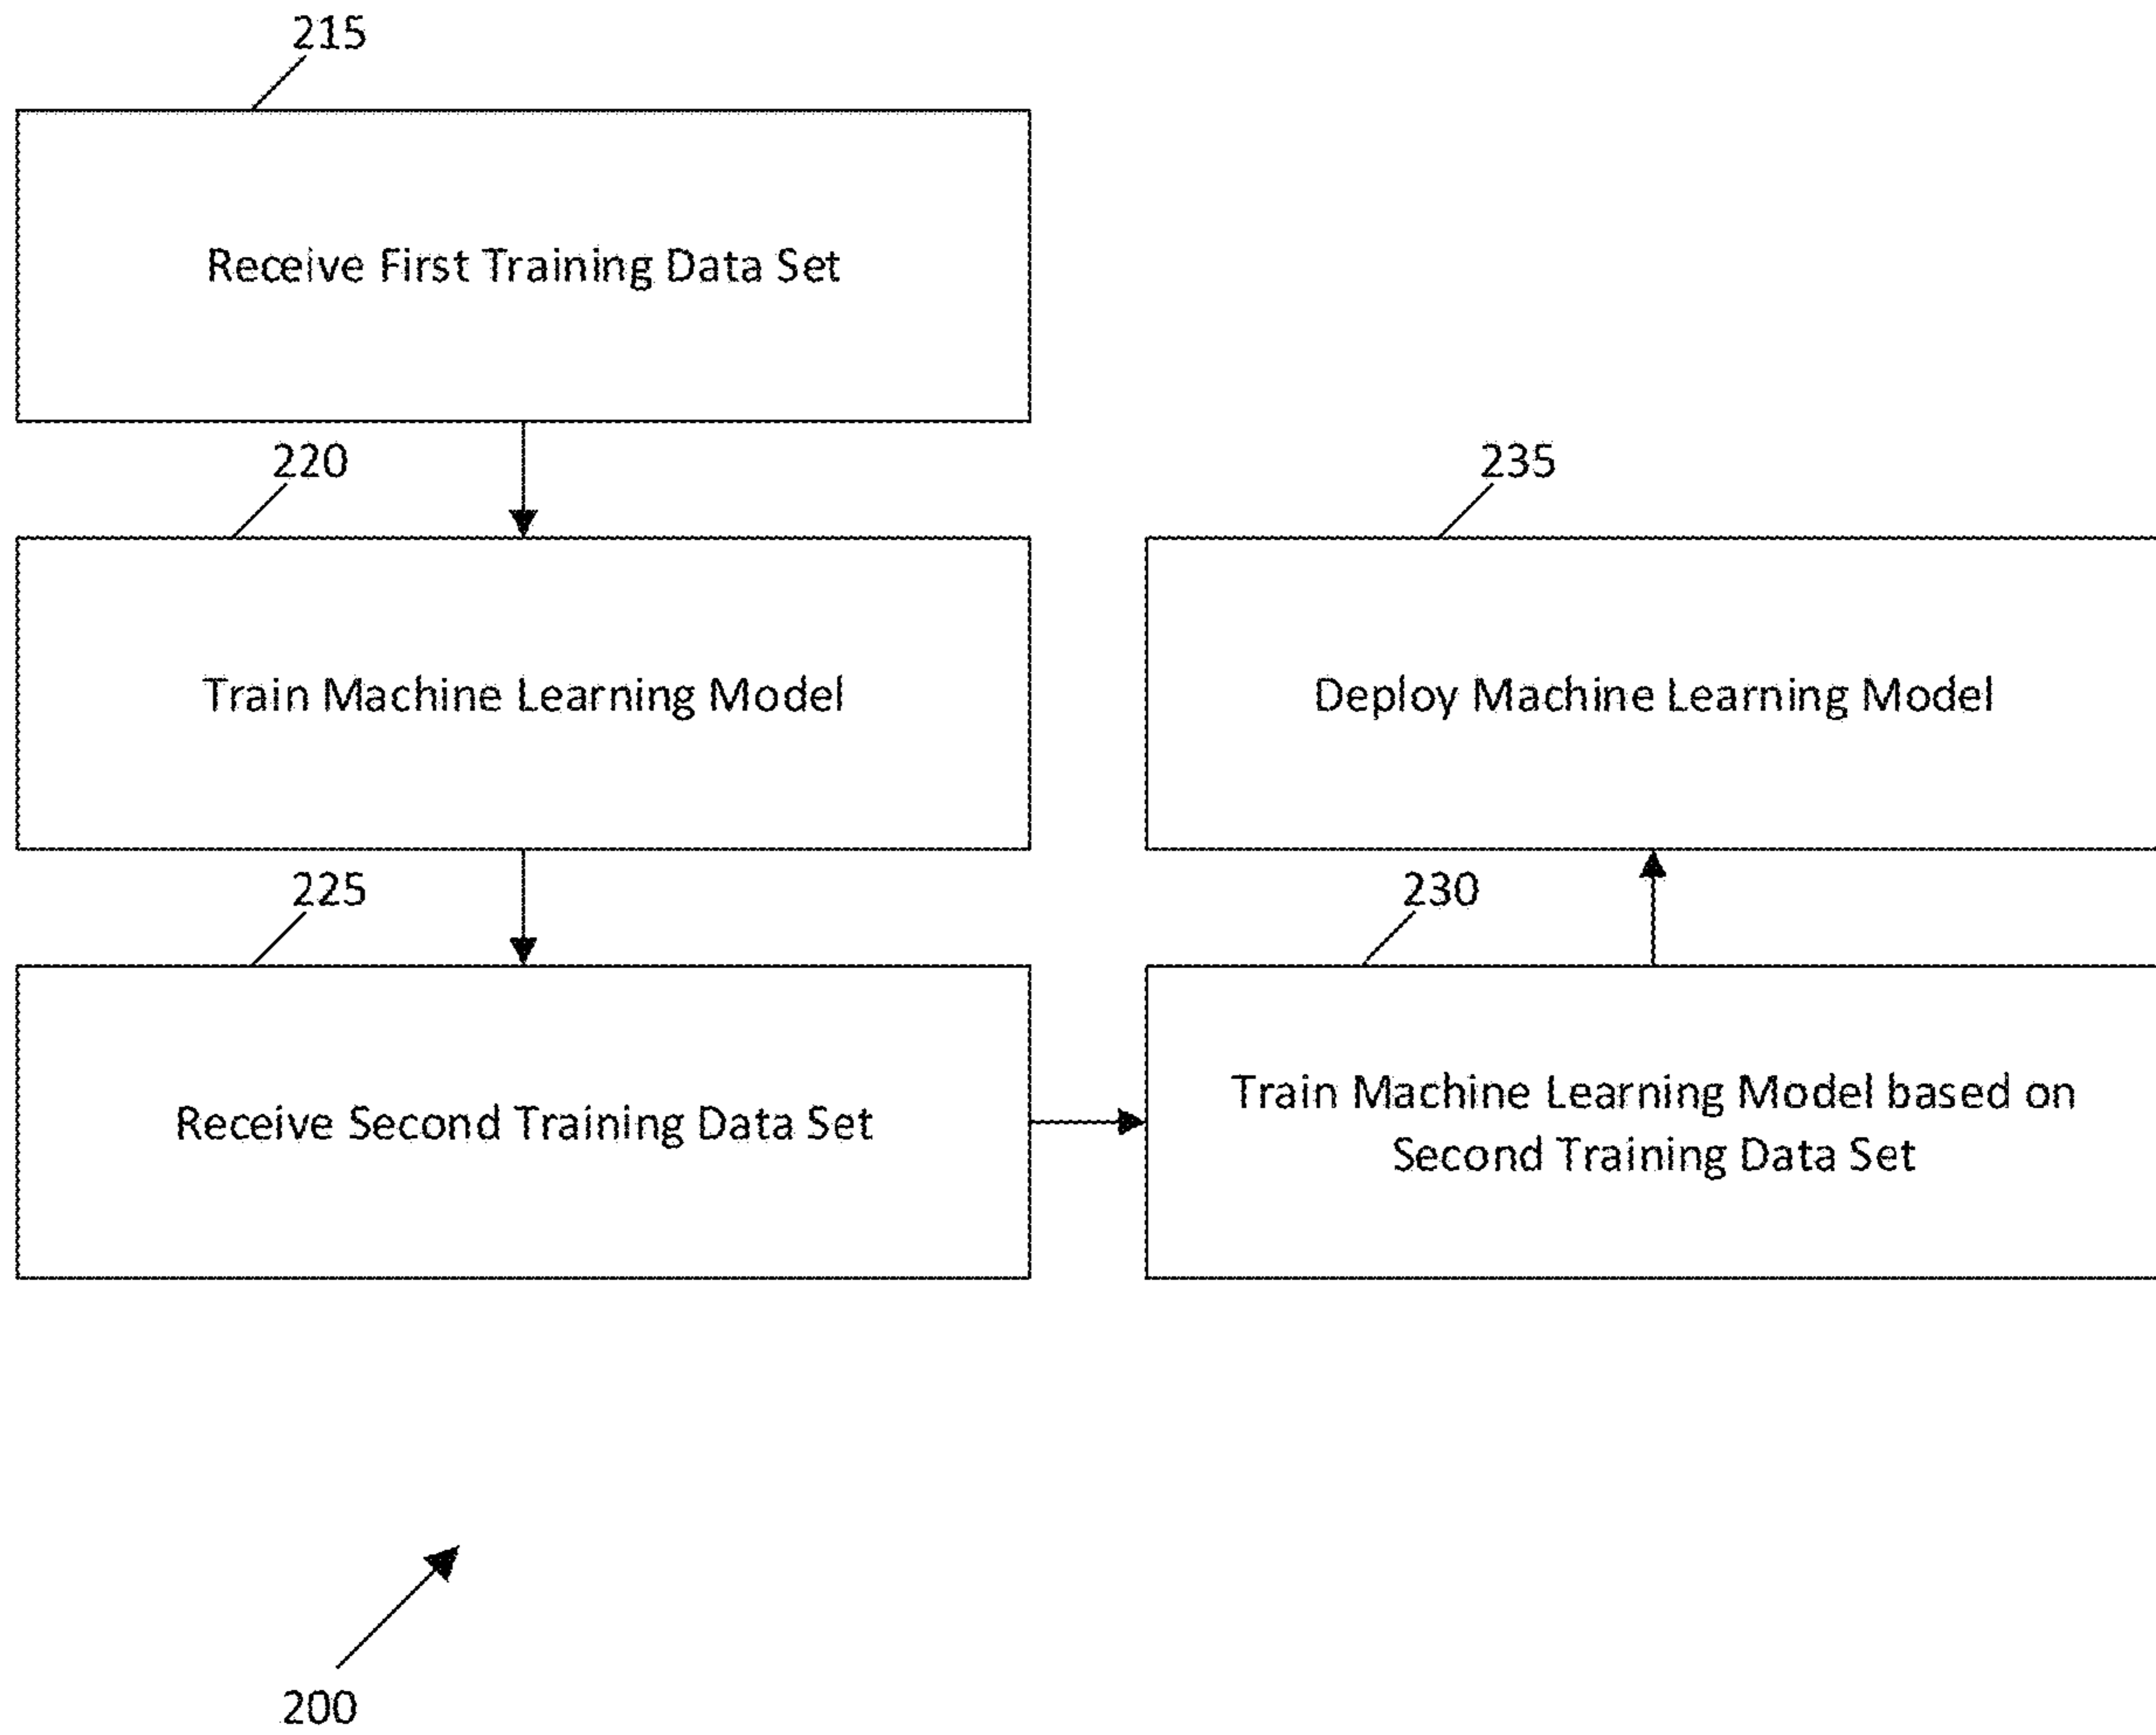 215
Receive First Training Data Set
220
Train Machine Learning Model
225
Receive Second Training Data Set
230
Train Machine Learning Model based on
Second Training Data Set
235
Deploy Machine Learning Model
200